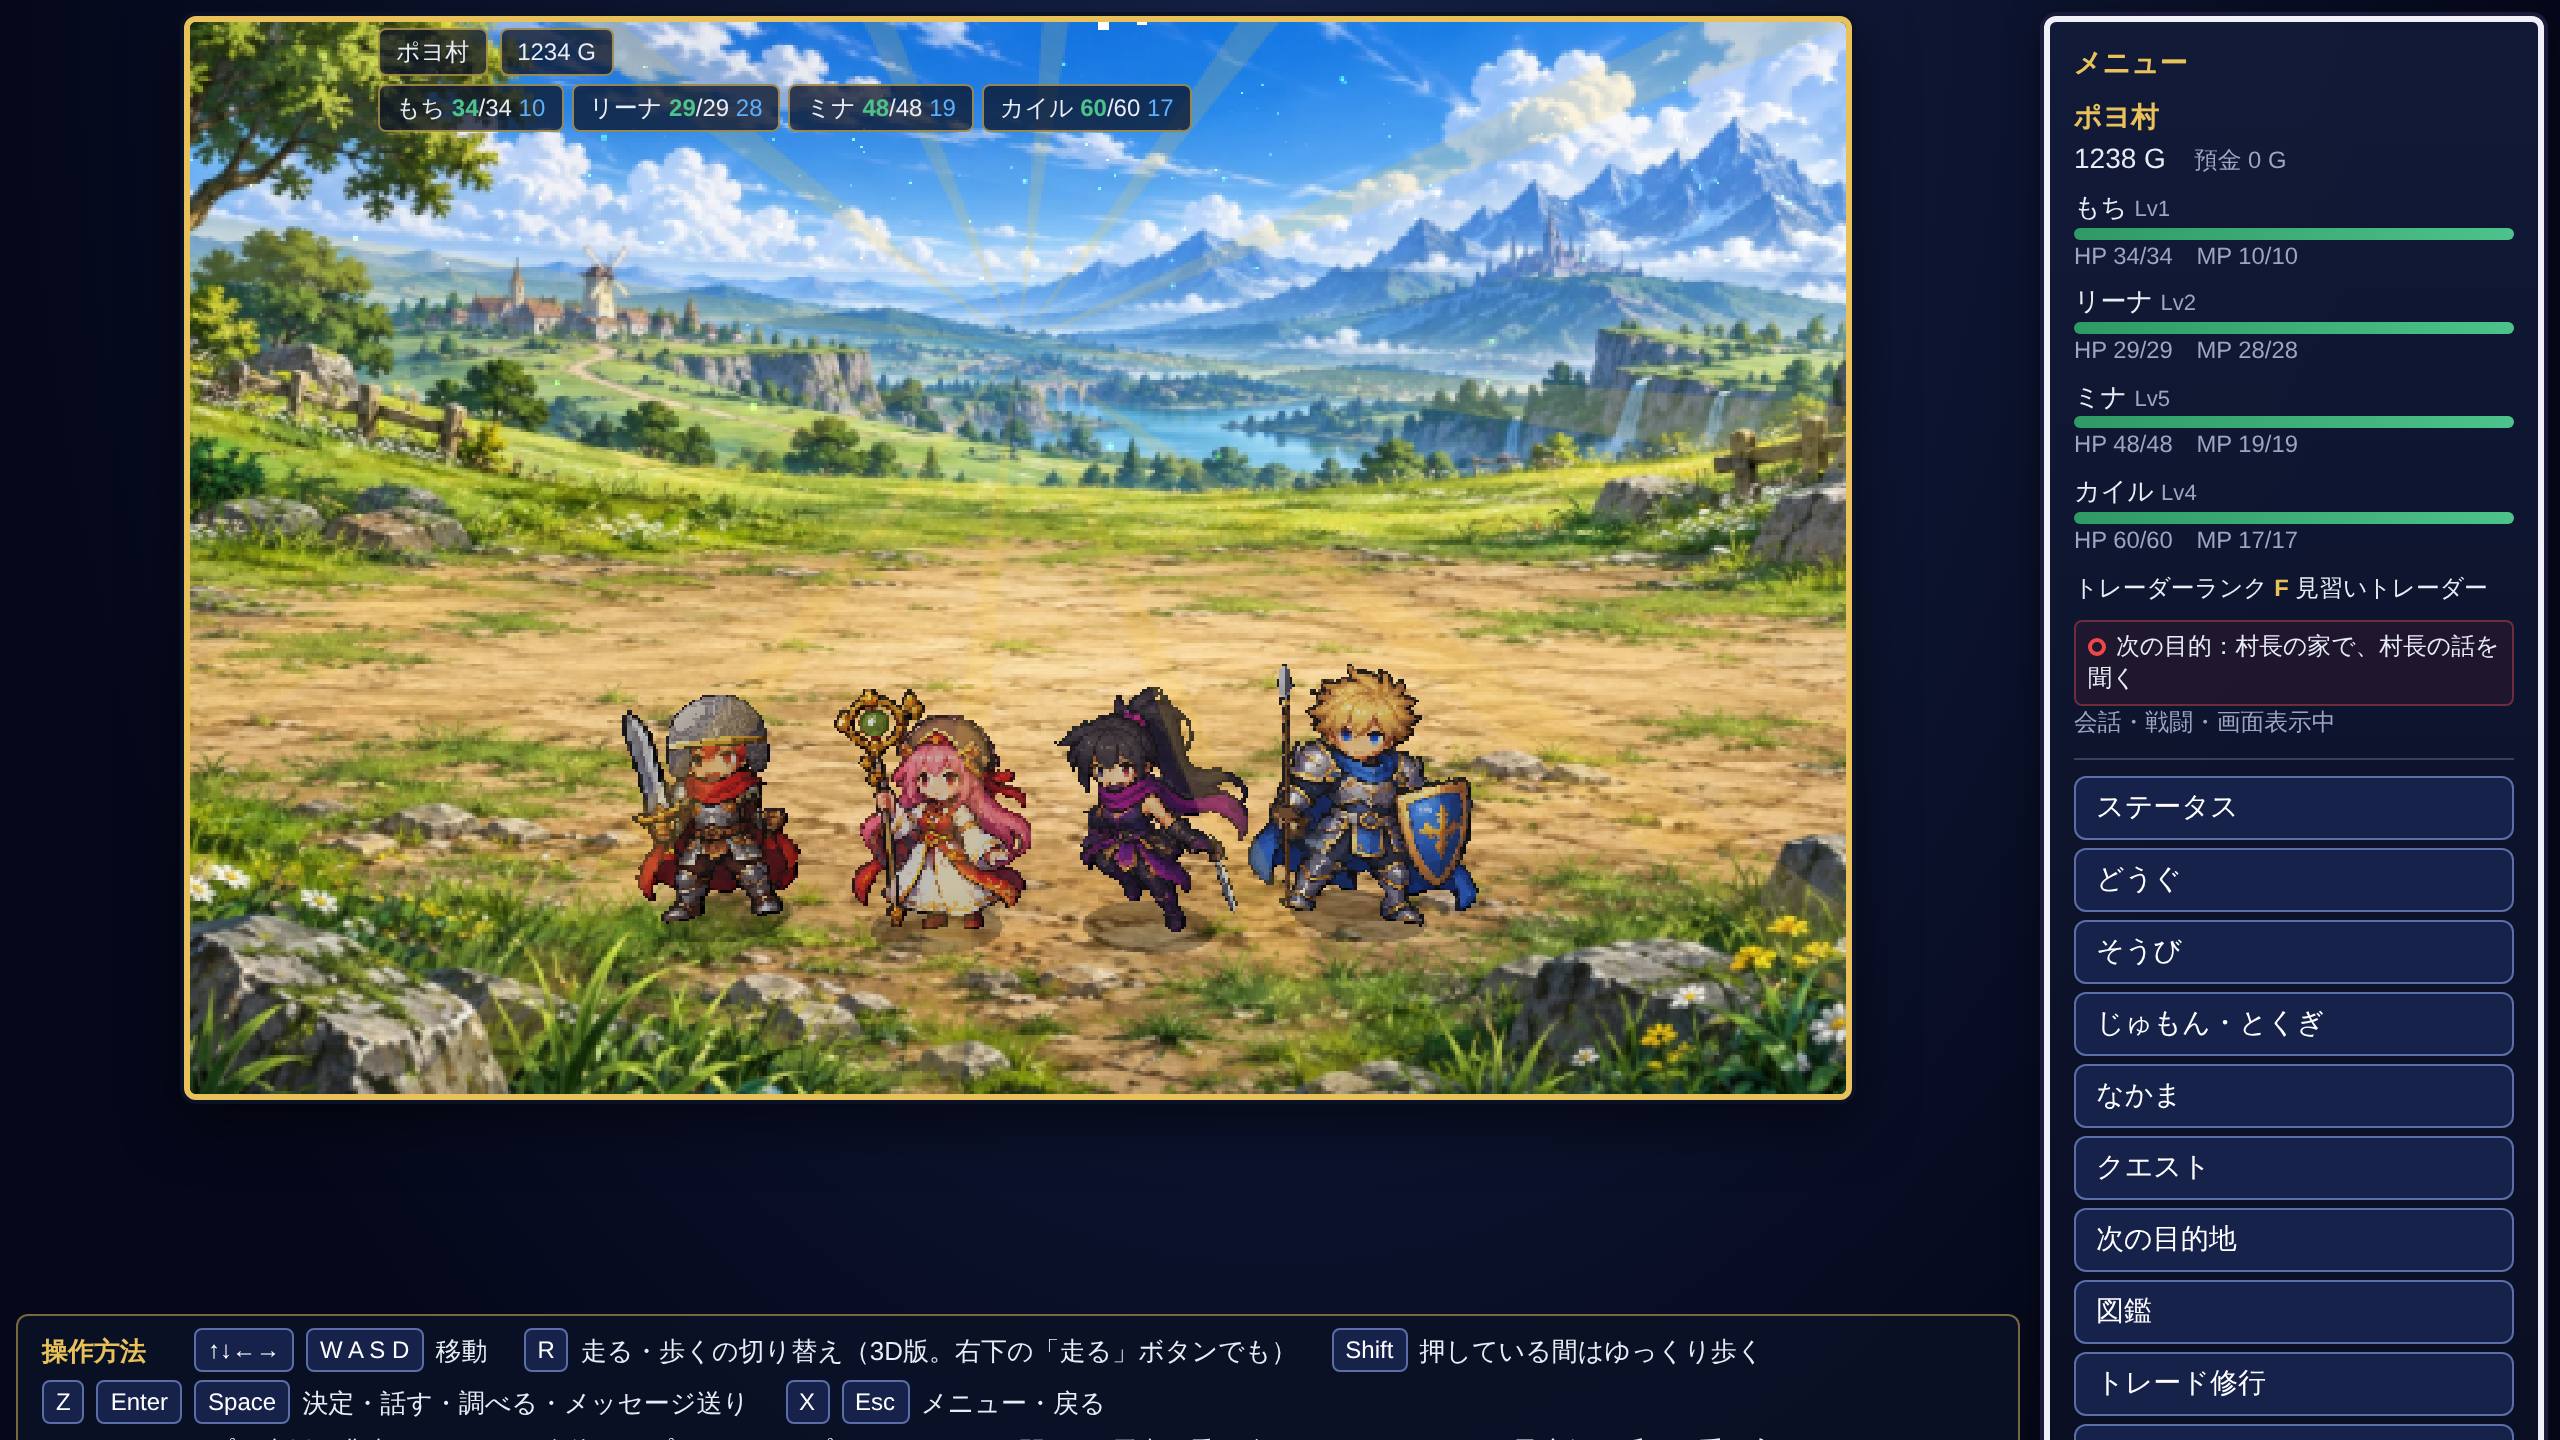 ポヨ村 1234 G
もち 34/34 10 リーナ 29/29 28 ミナ 48/48 19 カイル 60/60 17
メニュー
ポヨ村
1238 G 預金 0 G
もち Lv1
HP 34/34 MP 10/10
リーナ Lv2
HP 29/29 MP 28/28
ミナ Lv5
HP 48/48 MP 19/19
カイル Lv4
HP 60/60 MP 17/17
トレーダーランク F 見習いトレーダー
次の目的：村長の家で、村長の話を
聞く
会話・戦闘・画面表示中
ステータス
どうぐ
そうび
じゅもん・とくぎ
なかま
クエスト
次の目的地
図鑑
トレード修行
操作方法 ↑↓←→ W A S D 移動 R 走る・歩くの切り替え（3D版。右下の「走る」ボタンでも） Shift 押している間はゆっくり歩く
Z Enter Space 決定・話す・調べる・メッセージ送り X Esc メニュー・戻る